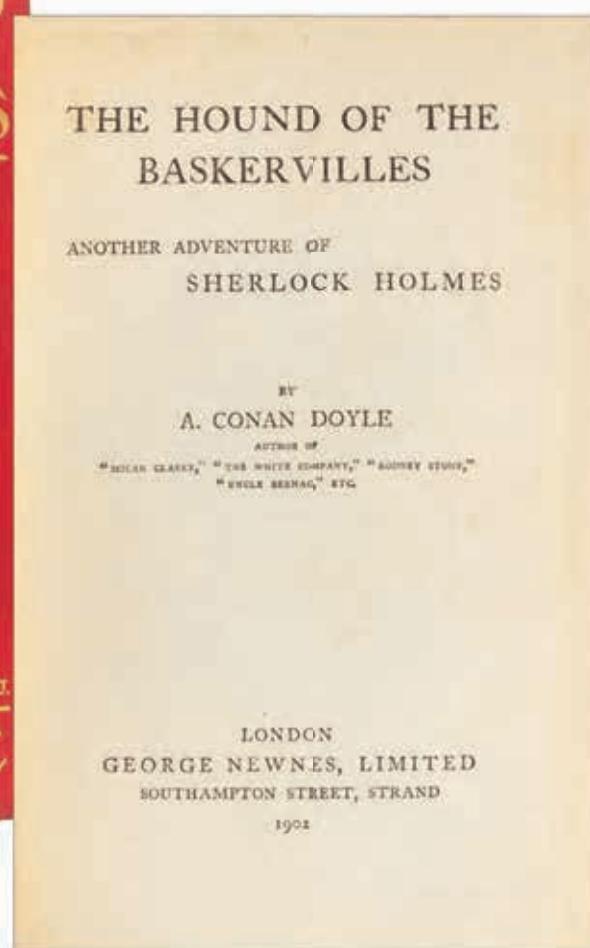 THE HOUND OF THE
BASKERVILLES
ANOTHER ADVENTURE OF
SHERLOCK HOLMES
BY
A. CONAN DOYLE
AUTHOR OF
"MICAH CLARKE," "THE WHITE COMPANY," "RODNEY STONE,"
"UNCLE BERNAC," ETC.
LONDON
GEORGE NEWNES, LIMITED
SOUTHAMPTON STREET, STRAND
1902